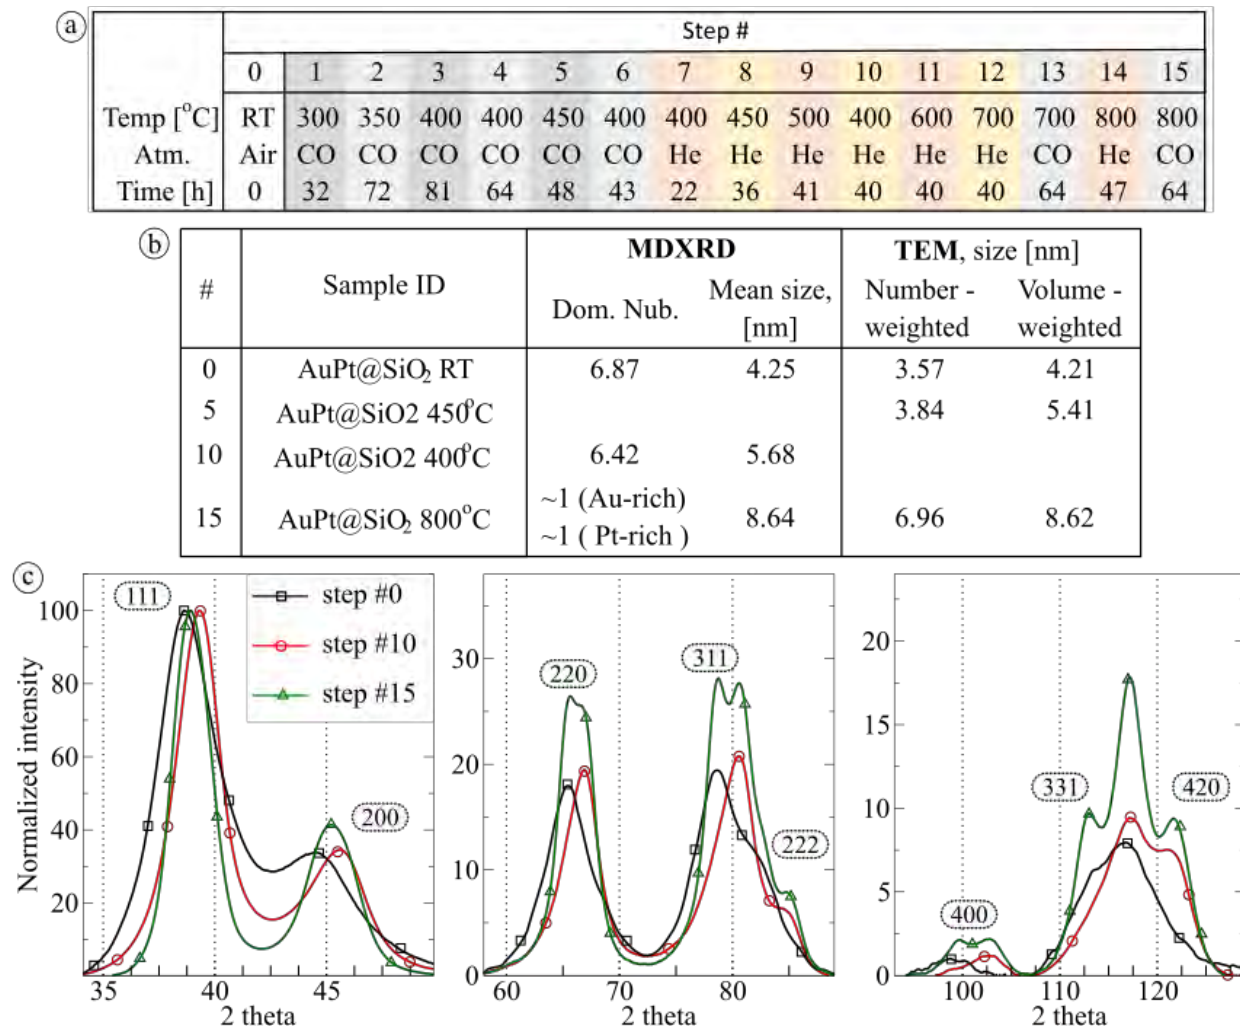 a
Step #
0 1 2 3 4 5 6 7 8 9 10 11 12 13 14 15
Temp [°C] RT 300 350 400 400 450 400 400 450 500 400 600 700 700 800 800
Atm. Air CO CO CO CO CO CO He He He He He He CO He CO
Time [h] 0 32 72 81 64 48 43 22 36 41 40 40 40 64 47 64
b
MDXRD TEM, size [nm]
# Sample ID Dom. Nub. Mean size, [nm] Number - weighted Volume - weighted
0 AuPt@SiO₂ RT 6.87 4.25 3.57 4.21
5 AuPt@SiO2 450°C 3.84 5.41
10 AuPt@SiO2 400°C 6.42 5.68
15 AuPt@SiO₂ 800°C ~1 (Au-rich) ~1 ( Pt-rich ) 8.64 6.96 8.62
c
Normalized intensity
100
80
60
40
20
111
200
step #0
step #10
step #15
35 40 45
2 theta
30
20
10
0
220
311
222
60 70 80
2 theta
20
15
10
5
0
331
420
400
100 110 120
2 theta